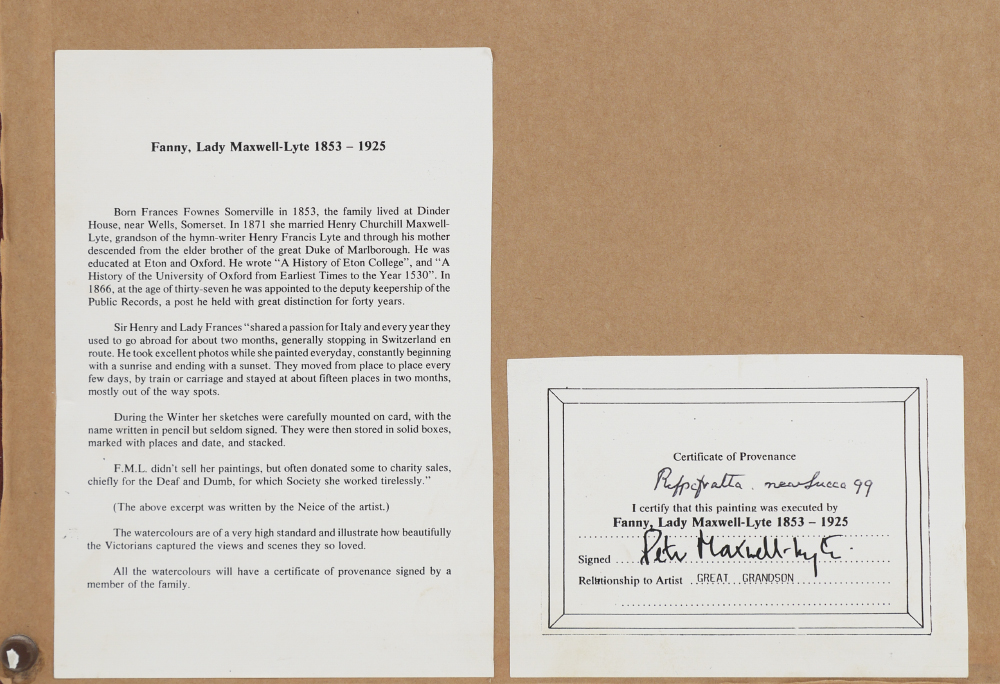 Fanny, Lady Maxwell-Lyte 1853 – 1925
Born Frances Fownes Somerville in 1853, the family lived at Dinder
House, near Wells, Somerset. In 1871 she married Henry Churchill Maxwell-
Lyte, grandson of the hymn-writer Henry Francis Lyte and through his mother
descended from the elder brother of the great Duke of Marlborough. He was
educated at Eton and Oxford. He wrote “A History of Eton College”, and “A
History of the University of Oxford from Earliest Times to the Year 1530”. In
1866, at the age of thirty-seven he was appointed to the deputy keepership of the
Public Records, a post he held with great distinction for forty years.
Sir Henry and Lady Frances “shared a passion for Italy and every year they
used to go abroad for about two months, generally stopping in Switzerland en
route. He took excellent photos while she painted everyday, constantly beginning
with a sunrise and ending with a sunset. They moved from place to place every
few days, by train or carriage and stayed at about fifteen places in two months,
mostly out of the way spots.
During the Winter her sketches were carefully mounted on card, with the
name written in pencil but seldom signed. They were then stored in solid boxes,
marked with places and date, and stacked.
F.M.L. didn’t sell her paintings, but often donated some to charity sales,
chiefly for the Deaf and Dumb, for which Society she worked tirelessly.”
(The above excerpt was written by the Neice of the artist.)
The watercolours are of a very high standard and illustrate how beautifully
the Victorians captured the views and scenes they so loved.
All the watercolours will have a certificate of provenance signed by a
member of the family.
Certificate of Provenance
near Lucca 99
I certify that this painting was executed by
Fanny, Lady Maxwell-Lyte 1853 – 1925
Signed Peter Maxwell-Lyte.
Relationship to Artist GREAT GRANDSON